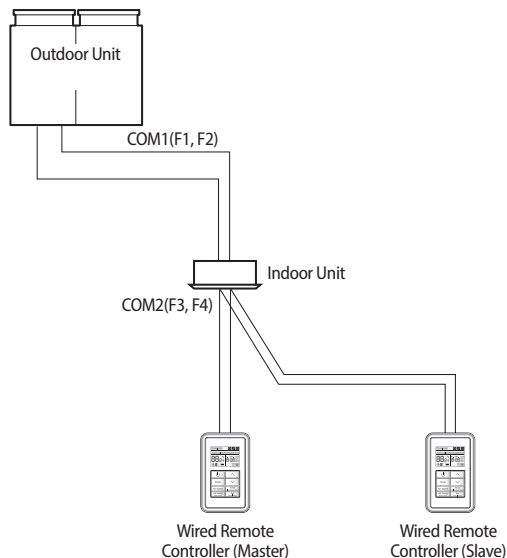 Outdoor Unit
COM1(F1, F2)
Indoor Unit
COM2(F3, F4)
Wired Remote
Controller (Master)
Wired Remote
Controller (Slave)